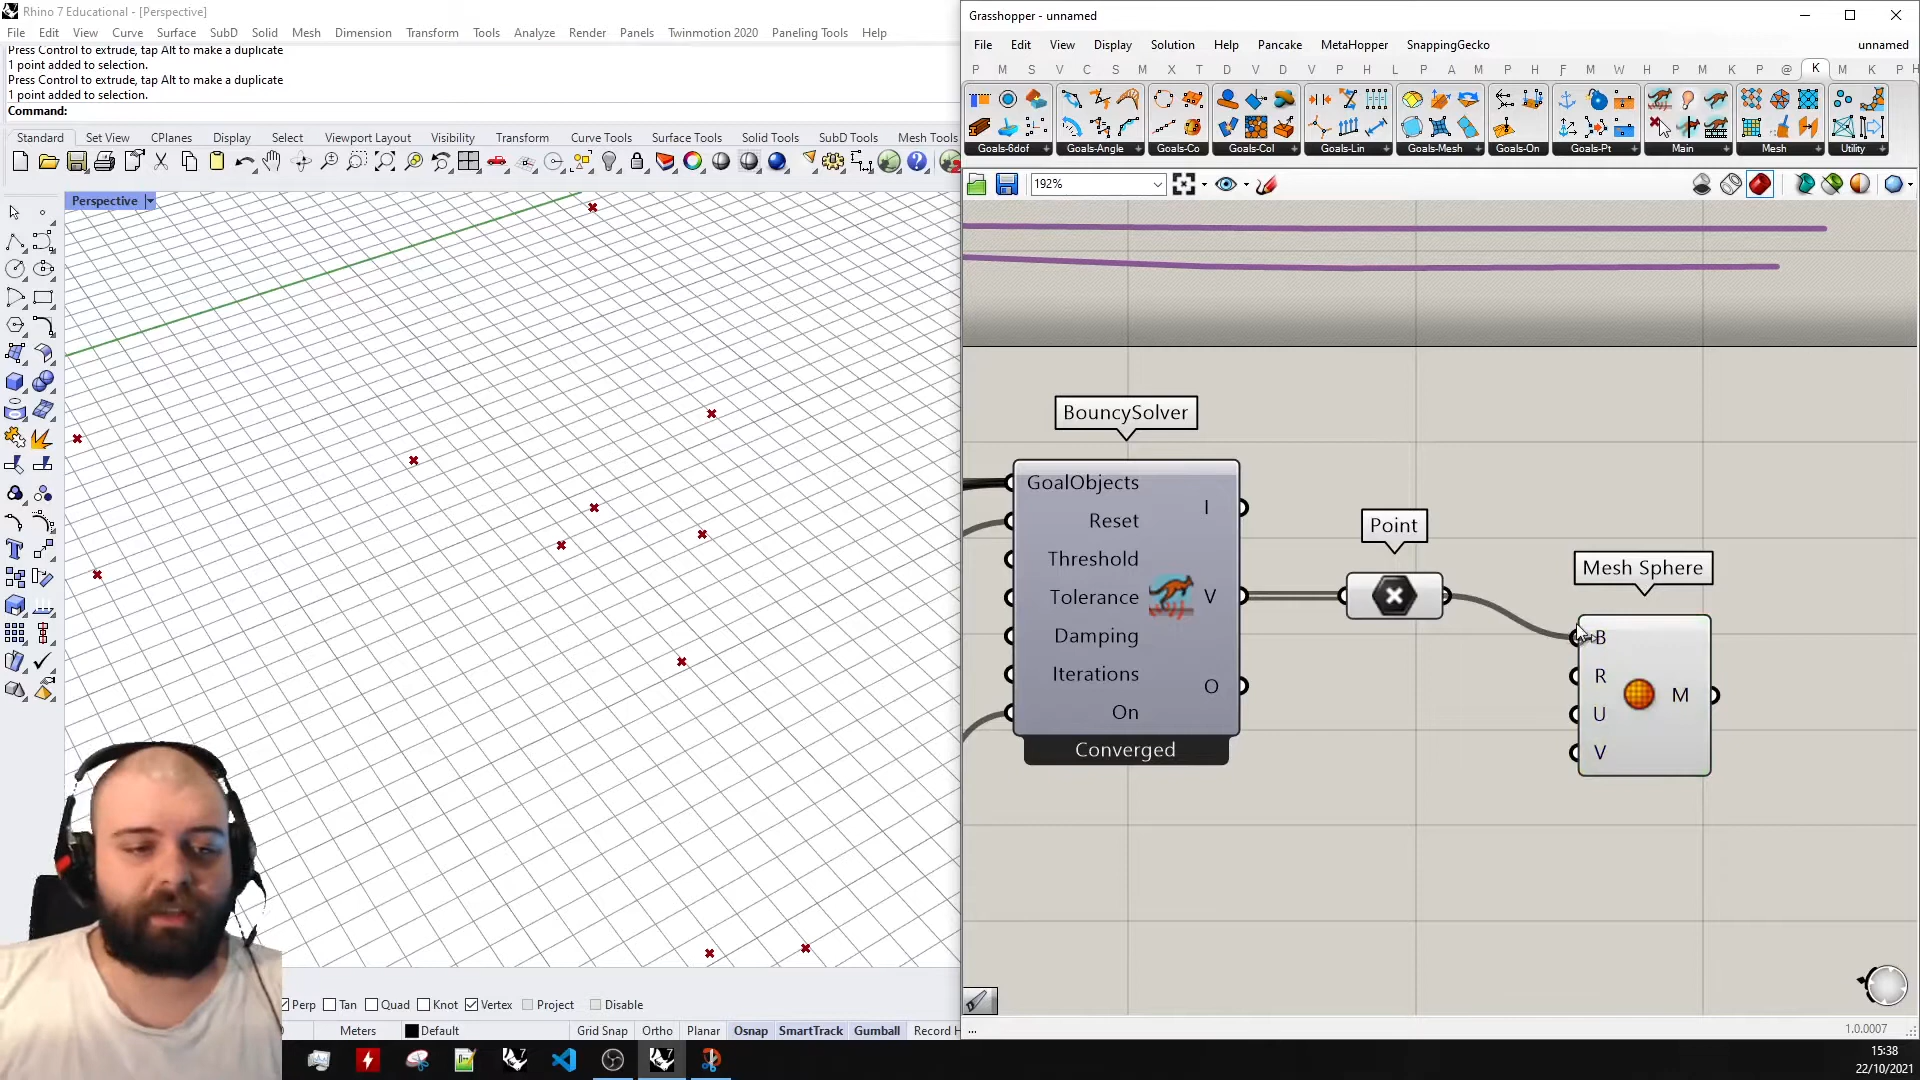 Rhino 7 Educational - [Perspective]
File Edit View Curve Surface SubD Solid Mesh Dimension Transform Tools Analyze Render Panels Twinmotion 2020 Paneling Tools Help
Press Control to extrude, tap Alt to make a duplicate
1 point added to selection.
Press Control to extrude, tap Alt to make a duplicate
1 point added to selection.
Command:
Standard Set View CPlanes Display Select Viewport Layout Visibility Transform Curve Tools Surface Tools Solid Tools SubD Tools Mesh Tools
Perspective
Perp Tan Quad Knot Vertex Project Disable
Meters Default Grid Snap Ortho Planar Osnap SmartTrack Gumball Record H
Grasshopper - unnamed
File Edit View Display Solution Help Pancake MetaHopper SnappingGecko unnamed
P M S V C S M X T D V D V P H L P A M P H F M W H P M K P @ K M K P H
Goals-6dof Goals-Angle Goals-Co Goals-Col Goals-Lin Goals-Mesh Goals-On Goals-Pt Main Mesh Utility
192%
BouncySolver
GoalObjects
Reset
Threshold
Tolerance
Damping
Iterations
On
I
V
O
Converged
Point
Mesh Sphere
B
R
U
V
M
...
1.0.0007
15:38
22/10/2021